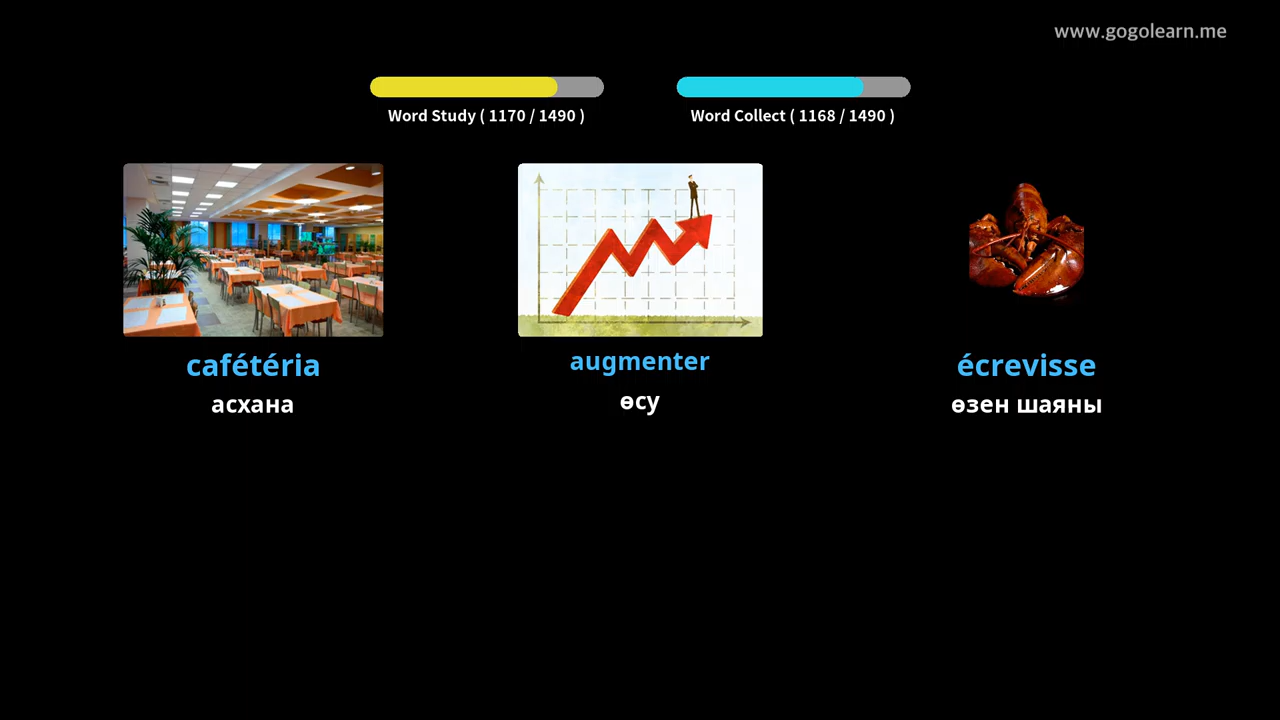 www.gogolearn.me
Word Study ( 1170 / 1490 )
Word Collect ( 1168 / 1490 )
cafétéria
асхана
augmenter
өсу
écrevisse
өзен шаяны